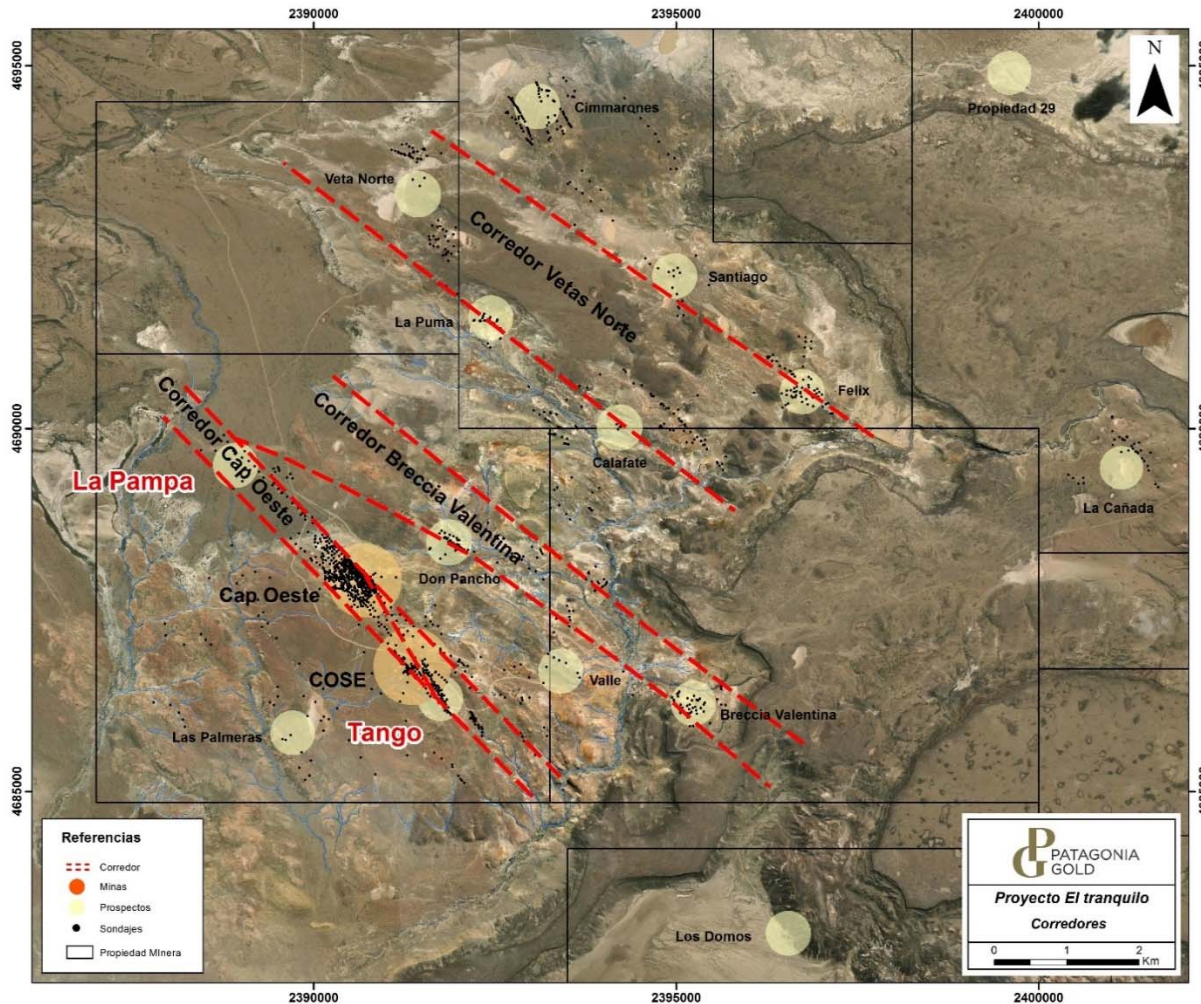 2390000
2395000
2400000
4695000
N
Cimmarones
Propiedad 29
Veta Norte
Corredor Vetas Norte
Santiago
La Puma
Felix
4690000
Calafate
Corredor Cap Oeste
Corredor Breccia Valentina
La Pampa
La Cañada
Don Pancho
Cap Oeste
COSE
Valle
Breccia Valentina
Las Palmeras
Tango
4685000
4685000
Referencias
Corredor
Minas
Prospectos
Sondajes
Propiedad MInera
PG
PATAGONIA
GOLD
Proyecto El tranquilo
Corredores
0 1 2
Km
Los Domos
2390000
2395000
2400000